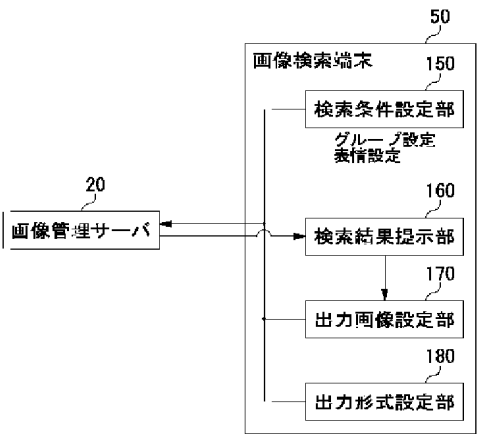 50
画像検索端末
150
検索条件設定部
グループ設定
表情設定
20
画像管理サーバ
160
検索結果提示部
170
出力画像設定部
180
出力形式設定部